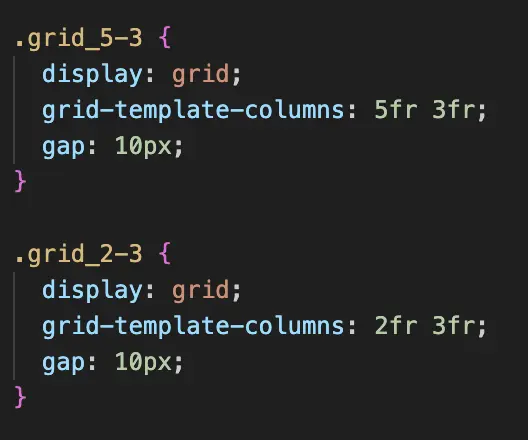 .grid_5-3 {
  display: grid;
  grid-template-columns: 5fr 3fr;
  gap: 10px;
}

.grid_2-3 {
  display: grid;
  grid-template-columns: 2fr 3fr;
  gap: 10px;
}